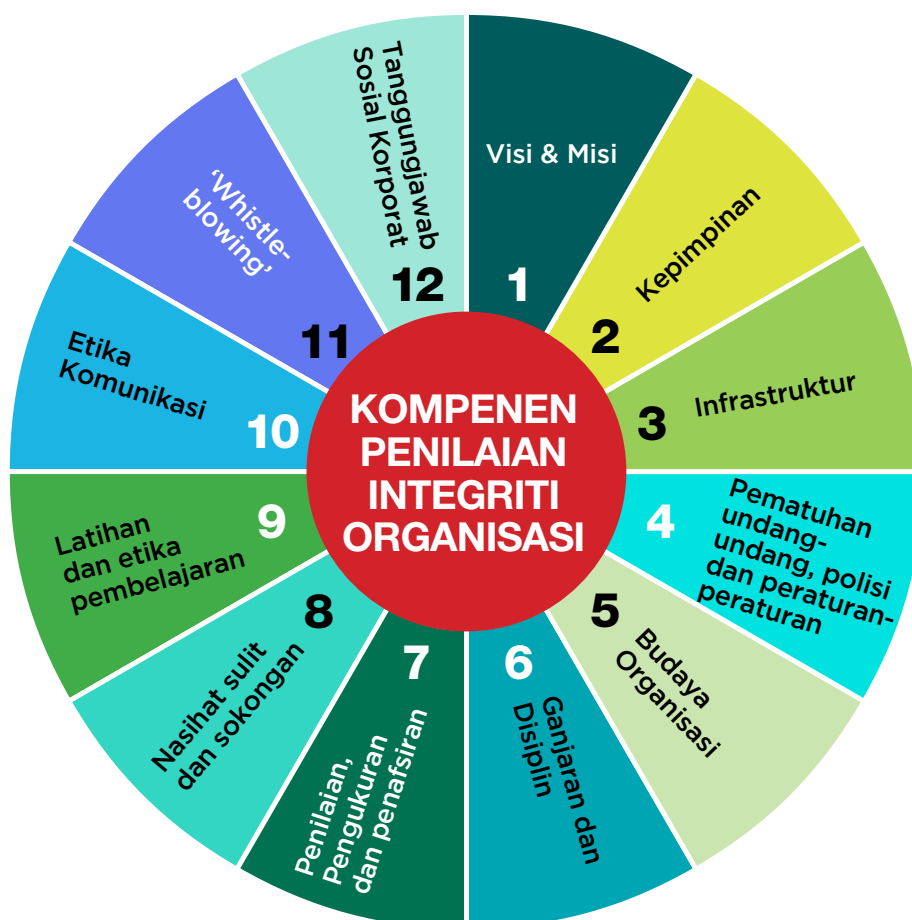 KOMPENEN
PENILAIAN
INTEGRITI
ORGANISASI
Visi & Misi
1
Kepimpinan
2
Infrastruktur
3
Pematuhan
undang-
undang, polisi
dan peraturan-
peraturan
4
Budaya
Organisasi
5
Ganjaran dan
Disiplin
6
Penilaian,
Pengukuran
dan penafsiran
7
Nasihat sulit
dan sokongan
8
Latihan
dan etika
pembelajaran
9
Etika
Komunikasi
10
‘Whistle-
blowing’
11
Tanggungjawab
Sosial Korporat
12